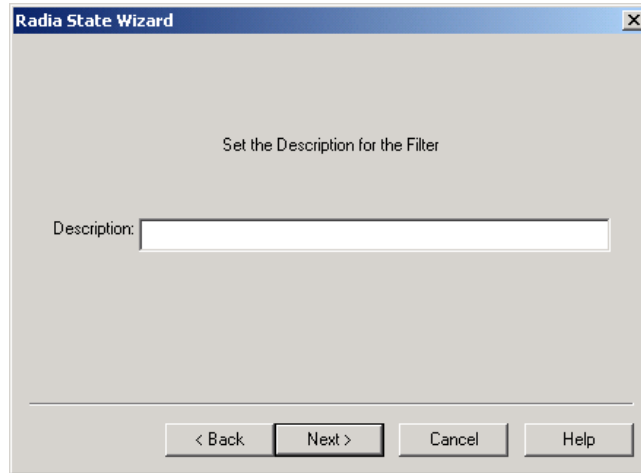 Radia State Wizard
Set the Description for the Filter
Description:
< Back Next > Cancel Help